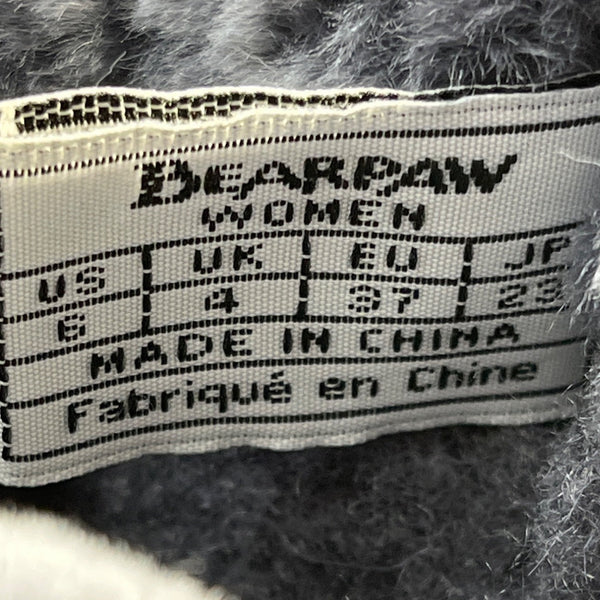 BEARPAW
WOMEN
US UK EU JP
6 4 37 23
MADE IN CHINA
Fabriqué en Chine